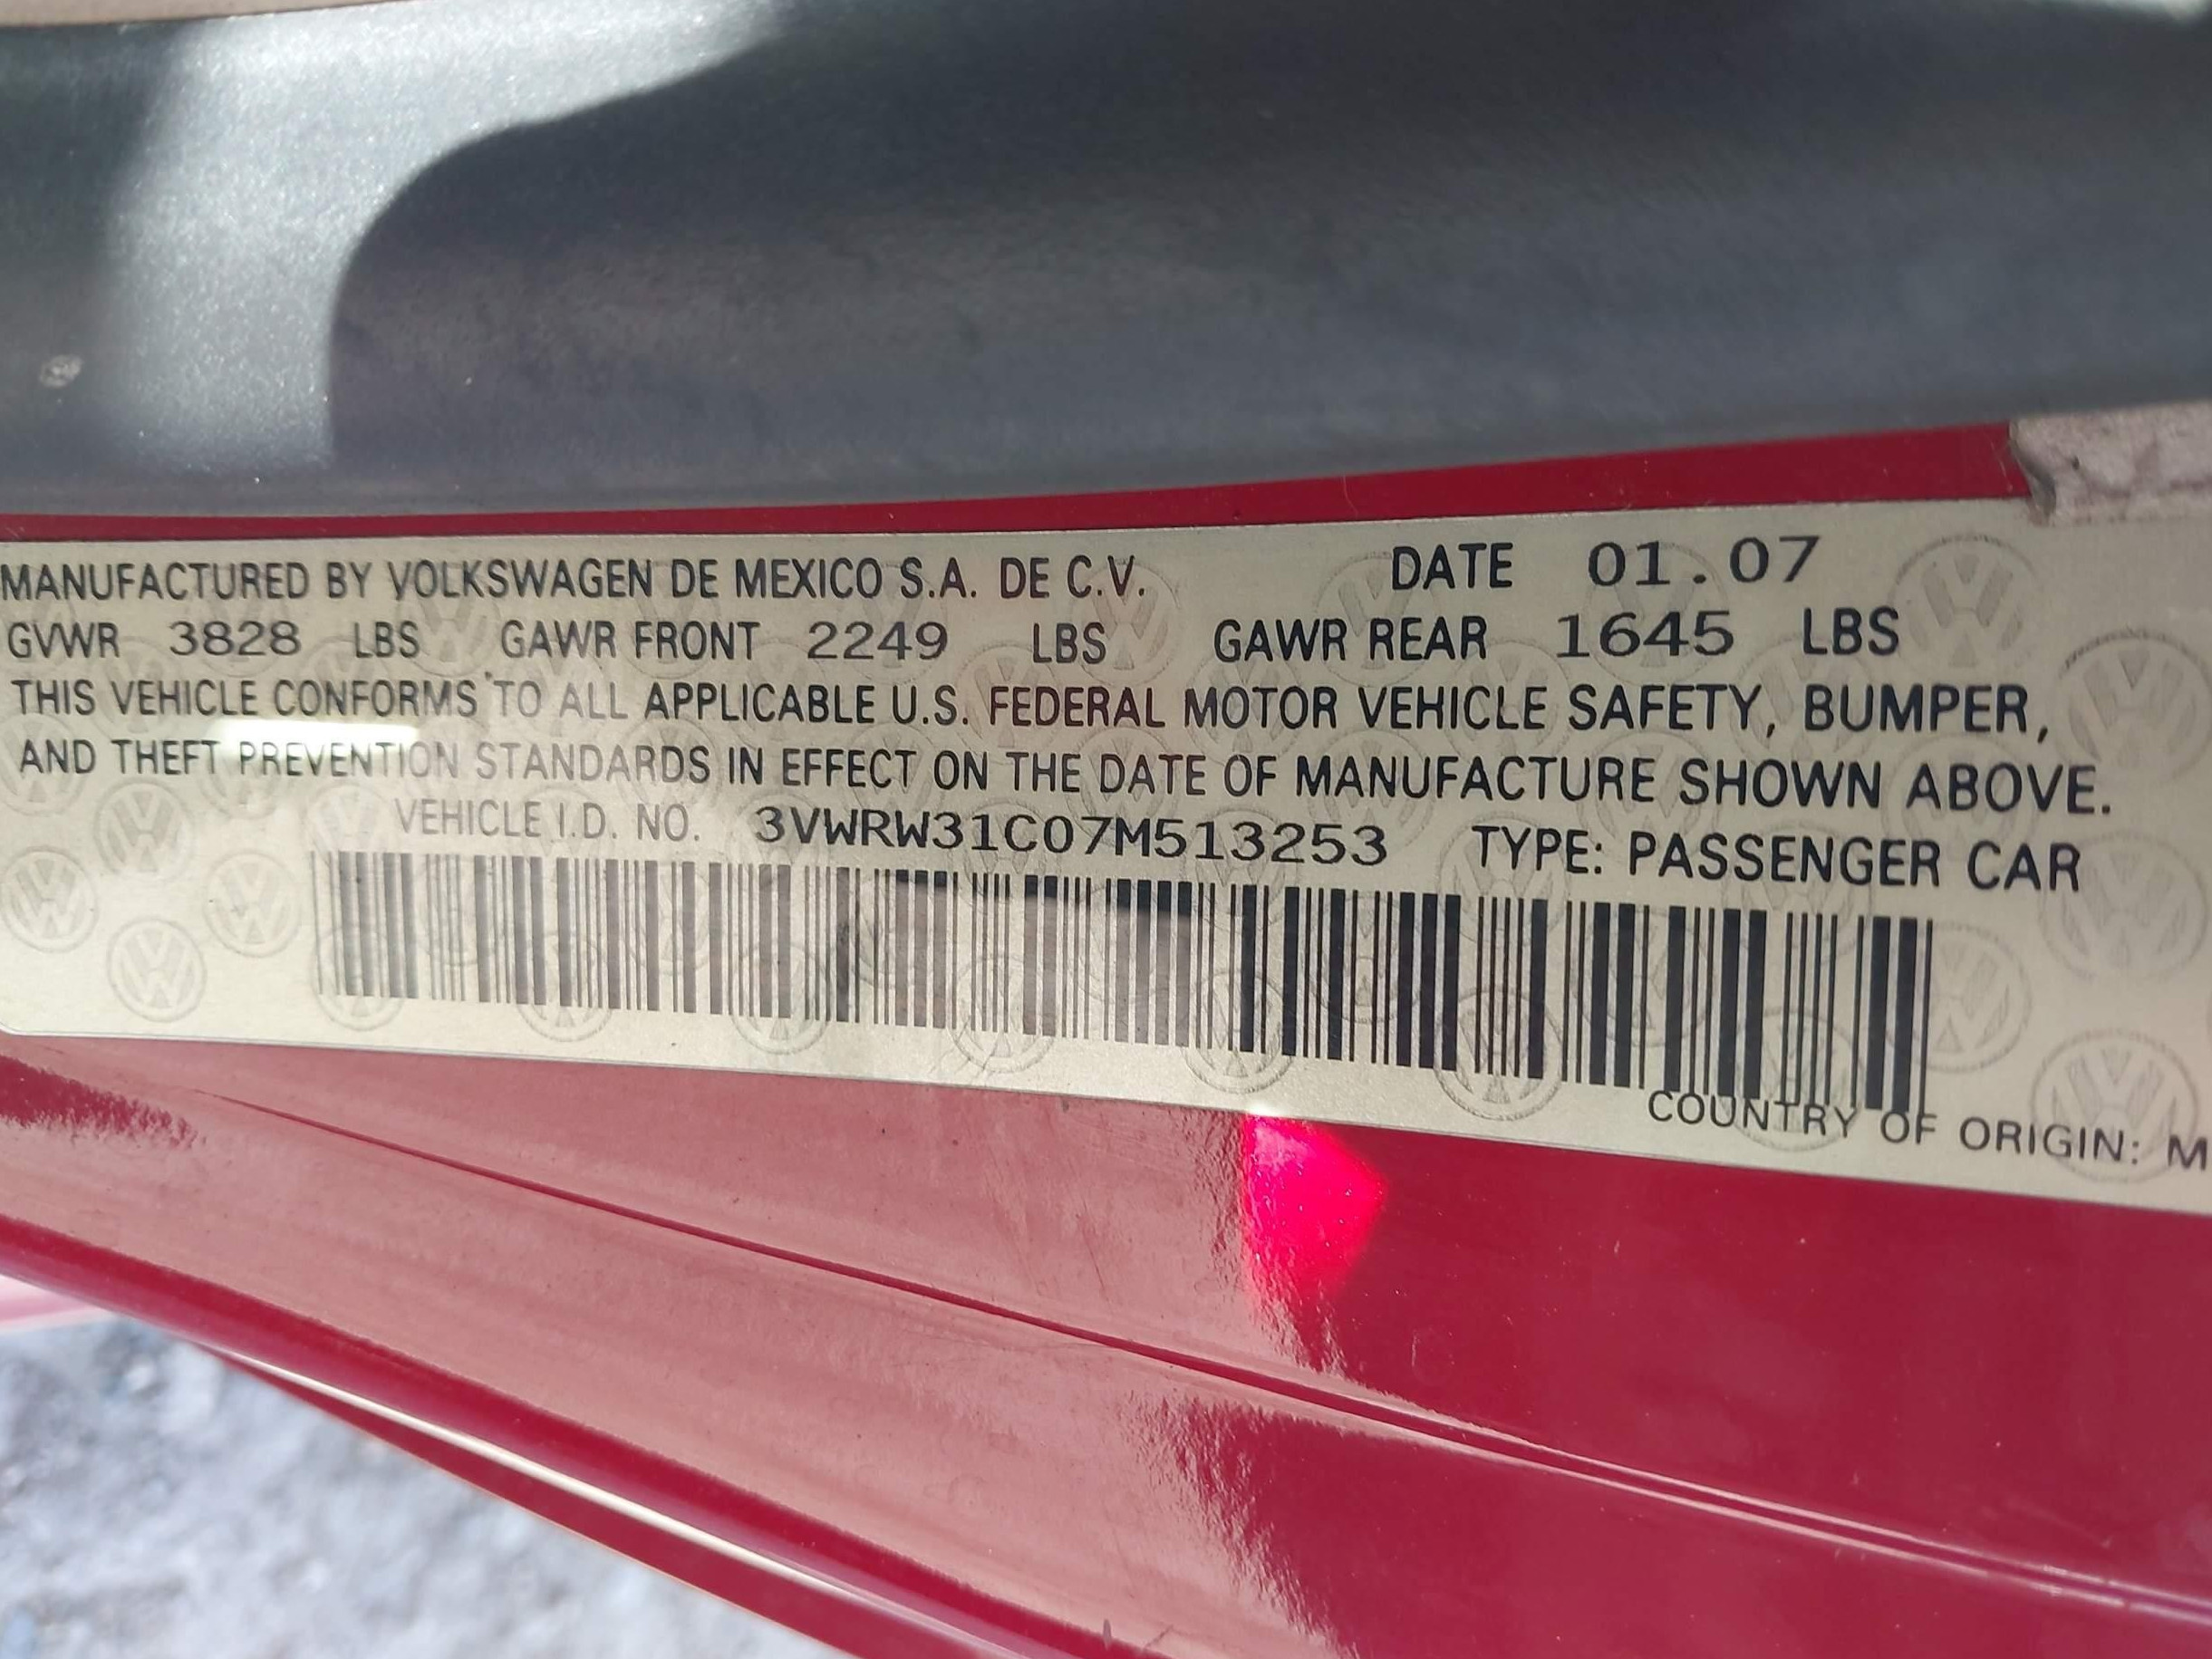 MANUFACTURED BY VOLKSWAGEN DE MEXICO S.A. DE C.V. DATE 01.07
GVWR 3828 LBS GAWR FRONT 2249 LBS GAWR REAR 1645 LBS
THIS VEHICLE CONFORMS TO ALL APPLICABLE U.S. FEDERAL MOTOR VEHICLE SAFETY, BUMPER,
AND THEFT PREVENTION STANDARDS IN EFFECT ON THE DATE OF MANUFACTURE SHOWN ABOVE.
VEHICLE I.D. NO. 3VWRW31C07M513253 TYPE: PASSENGER CAR
COUNTRY OF ORIGIN: M